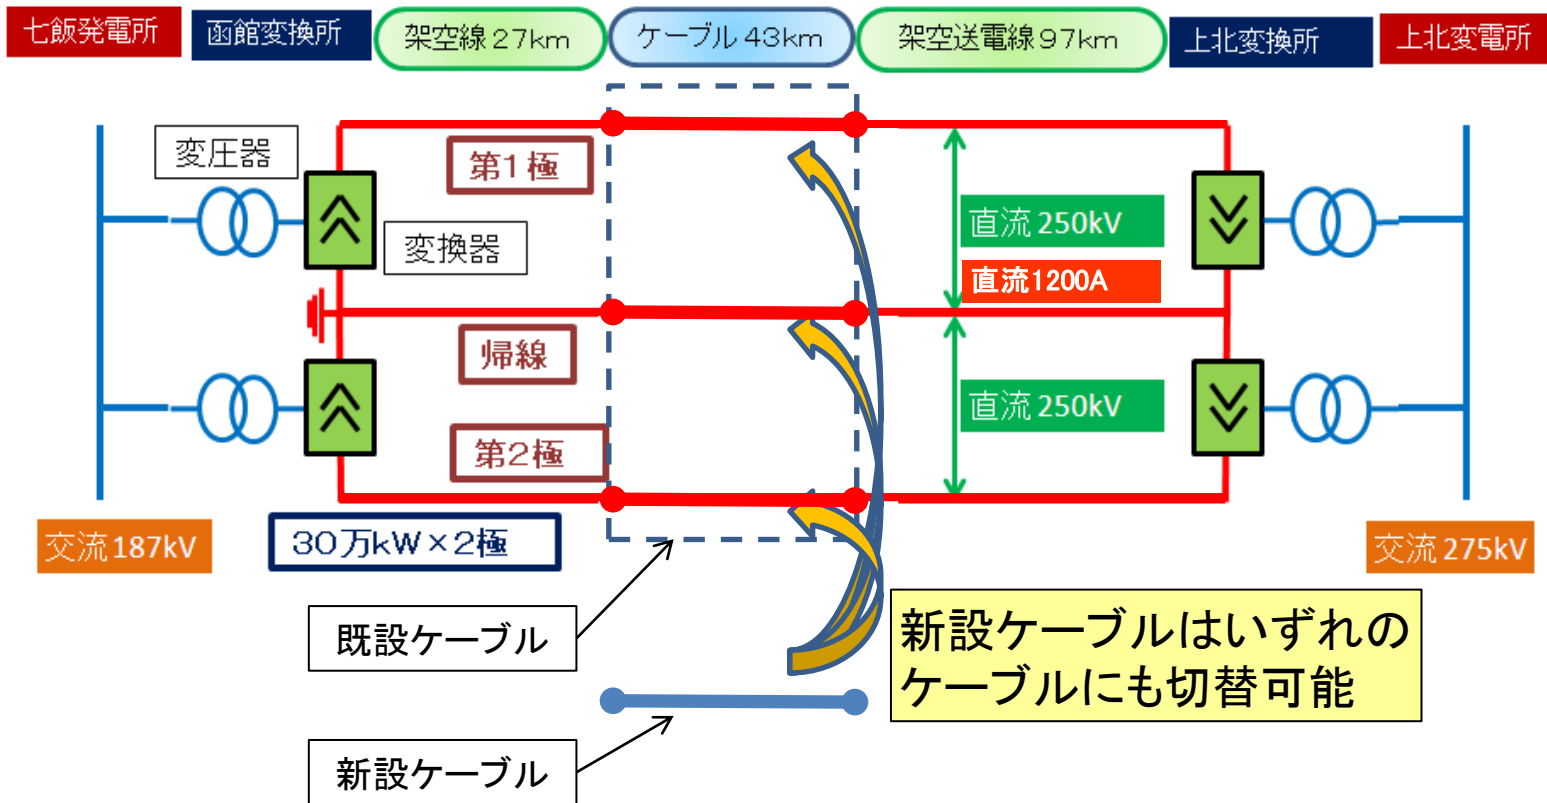 七飯発電所
函館変換所
架空線27km
ケーブル43km
架空送電線97km
上北変換所
上北変電所
変圧器
第1極
変換器
直流250kV
直流1200A
帰線
直流250kV
第2極
交流187kV
30万kW×2極
交流275kV
既設ケーブル
新設ケーブルはいずれの
ケーブルにも切替可能
新設ケーブル